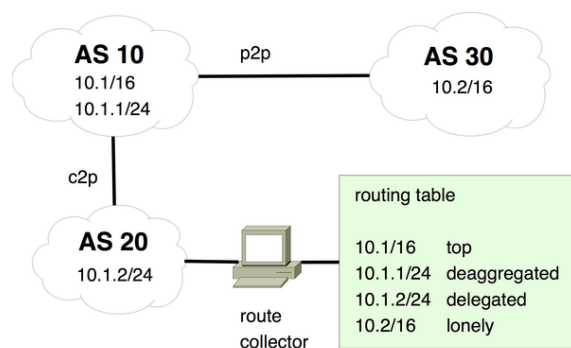 AS 10
10.1/16
10.1.1/24
p2p
AS 30
10.2/16
c2p
AS 20
10.1.2/24
route
collector
routing table
10.1/16 top
10.1.1/24 deaggregated
10.1.2/24 delegated
10.2/16 lonely